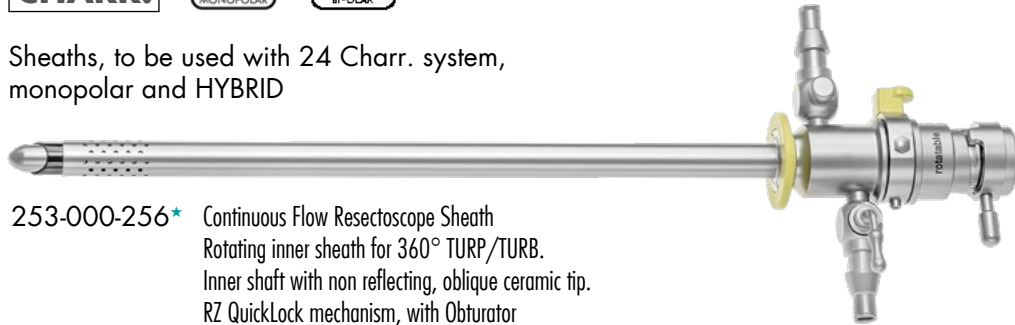 MONOPOLAR
Sheaths, to be used with 24 Charr. system,
monopolar and HYBRID
rotatable
253-000-256★ Continuous Flow Resectoscope Sheath
Rotating inner sheath for 360° TURP/TURB.
Inner shaft with non reflecting, oblique ceramic tip.
RZ QuickLock mechanism, with Obturator